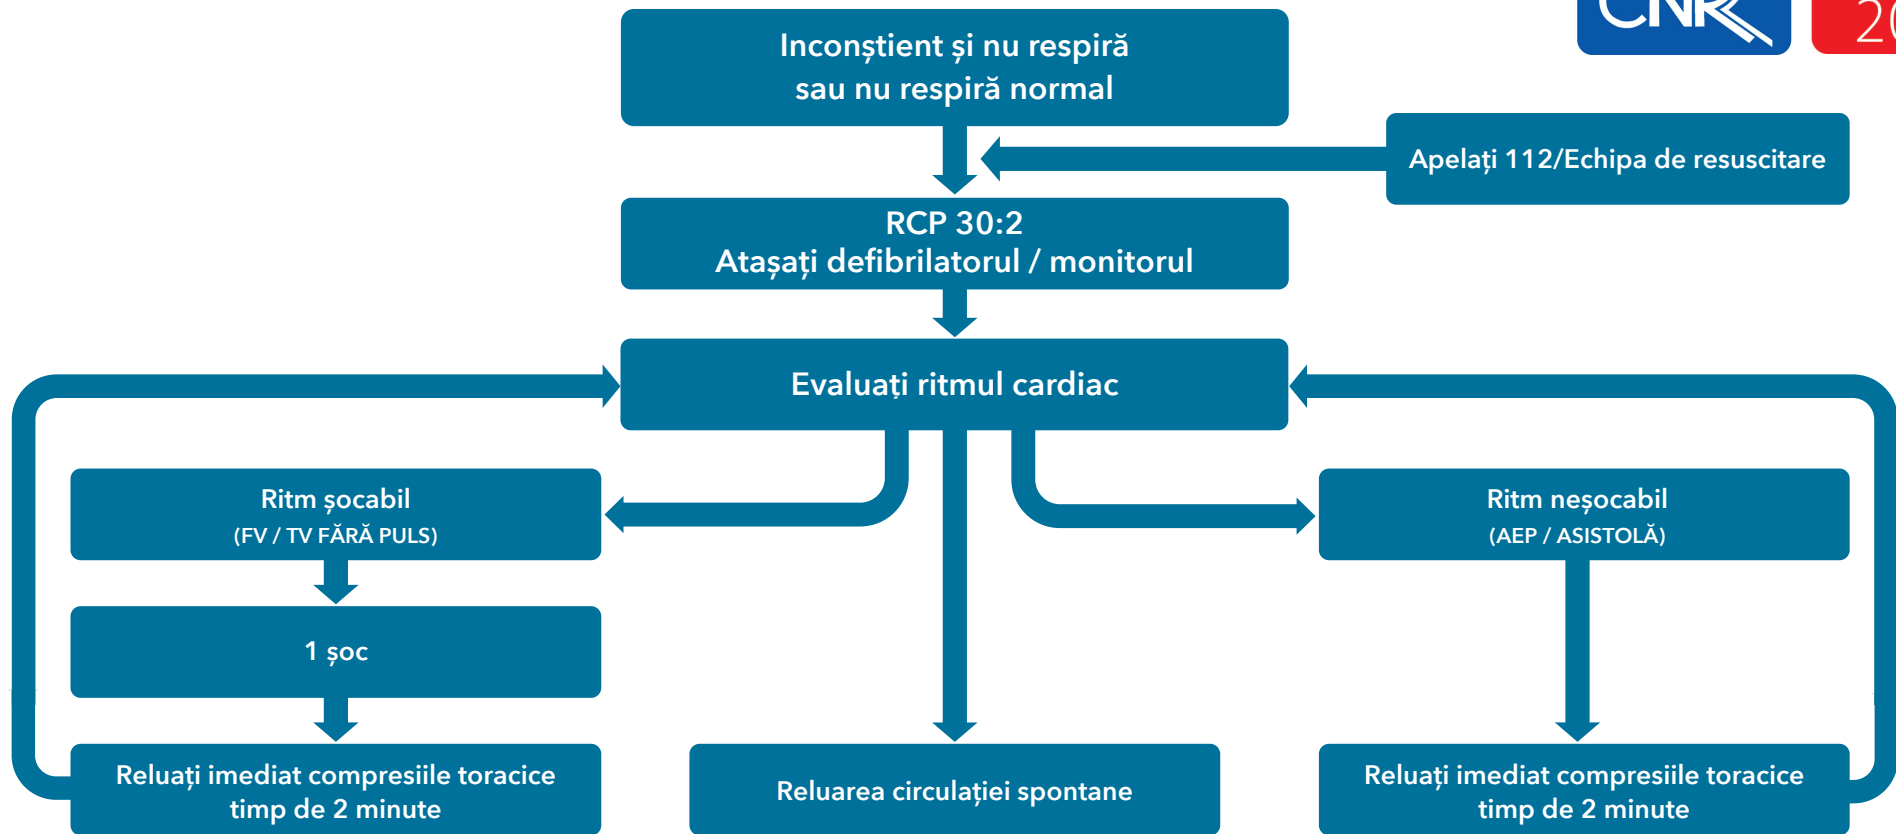 CNR
20
Inconștient și nu respiră
sau nu respiră normal
Apelați 112/Echipa de resuscitare
RCP 30:2
Atașați defibrilatorul / monitorul
Evaluați ritmul cardiac
Ritm șocabil
(FV / TV FĂRĂ PULS)
Ritm neșocabil
(AEP / ASISTOLĂ)
1 șoc
Reluați imediat compresiile toracice
timp de 2 minute
Reluarea circulației spontane
Reluați imediat compresiile toracice
timp de 2 minute